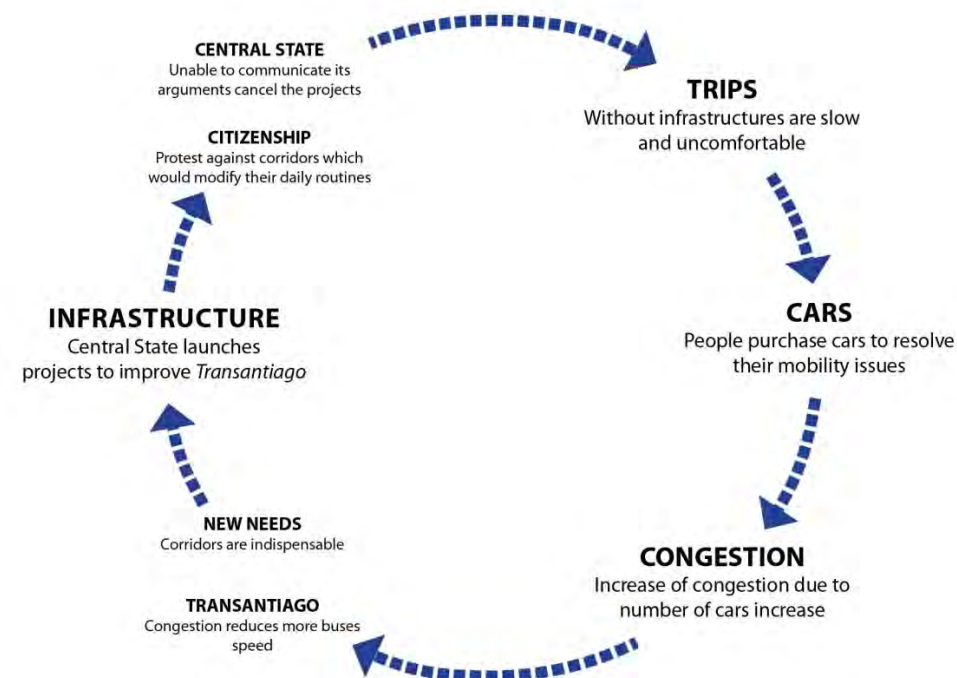 CENTRAL STATE
Unable to communicate its
arguments cancel the projects
CITIZENSHIP
Protest against corridors which
would modify their daily routines
TRIPS
Without infrastructures are slow
and uncomfortable
CARS
People purchase cars to resolve
their mobility issues
CONGESTION
Increase of congestion due to
number of cars increase
TRANSANTIAGO
Congestion reduces more buses
speed
NEW NEEDS
Corridors are indispensable
INFRASTRUCTURE
Central State launches
projects to improve Transantiago